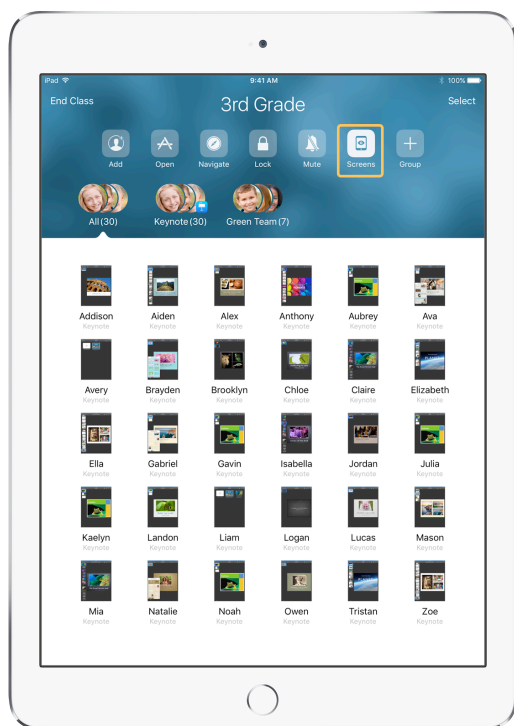 iPad 9:41 AM 100%
End Class 3rd Grade Select
Add Open Navigate Lock Mute Screens Group
All (30) Keynote (30) Green Team (7)
Addison Aiden Alex Anthony Aubrey Ava
Keynote Keynote Keynote Keynote Keynote Keynote
Avery Brayden Brooklyn Chloe Claire Elizabeth
Keynote Keynote Keynote Keynote Keynote Keynote
Ella Gabriel Gavin Isabella Jordan Julia
Keynote Keynote Keynote Keynote Keynote Keynote
Kaelyn Landon Liam Logan Lucas Mason
Keynote Keynote Keynote Keynote Keynote Keynote
Mia Natalie Noah Owen Tristan Zoe
Keynote Keynote Keynote Keynote Keynote Keynote